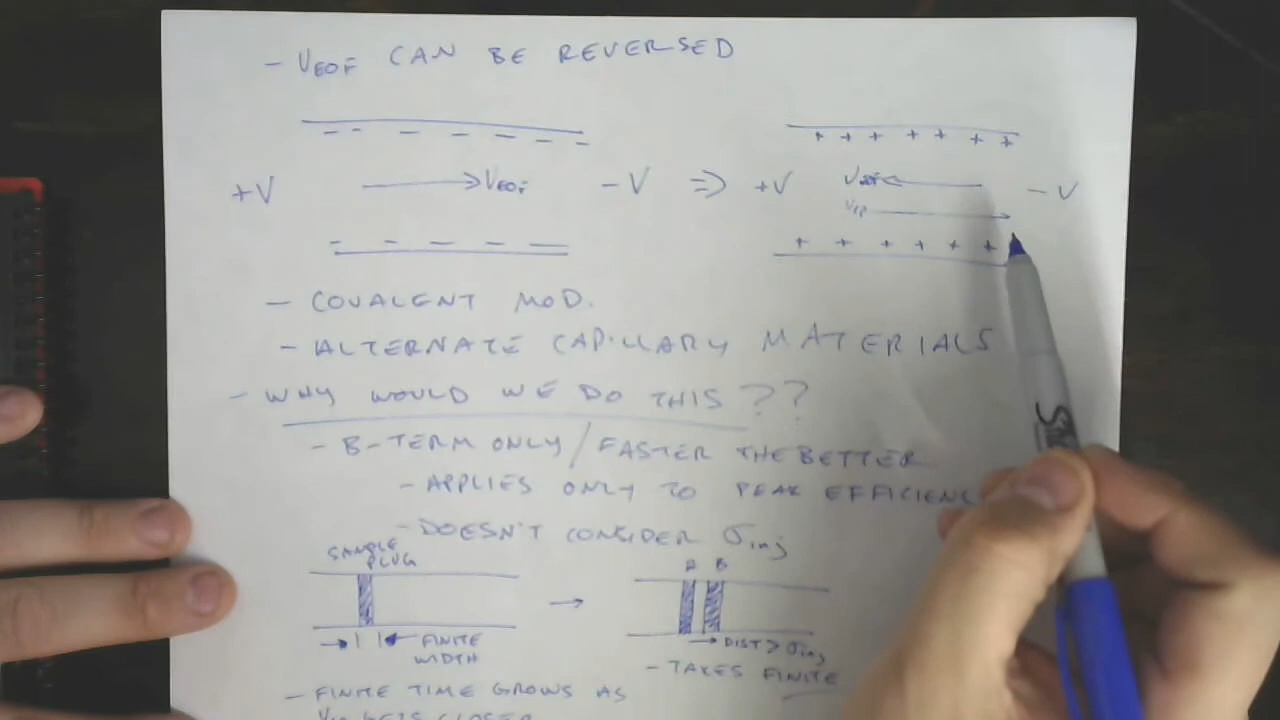 - VEOF CAN BE REVERSED
- - - - - - -
+ + + + + + +
+V → VEOF -V ⇒ +V VEOF ← -V
VEP →
- - - - -
+ + + + + +
- COVALENT MOD.
- ALTERNATE CAPILLARY MATERIALS
- WHY WOULD WE DO THIS ??
- B-TERM ONLY / FASTER THE BETTER
- APPLIES ONLY TO PEAK EFFICIENC
- DOESN'T CONSIDER σinj
SAMPLE
PLUG
A B
→
FINITE
WIDTH
→ DIST > σinj
- TAKES FINITE
- FINITE TIME GROWS AS